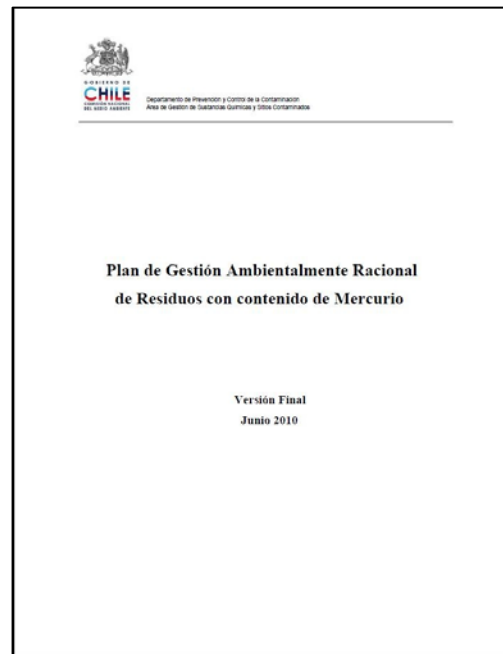 GOBIERNO DE
CHILE
COMISIÓN NACIONAL
DEL MEDIO AMBIENTE
Departamento de Prevención y Control de la Contaminación
Área de Gestión de Sustancias Químicas y Sitios Contaminados
Plan de Gestión Ambientalmente Racional
de Residuos con contenido de Mercurio
Versión Final
Junio 2010